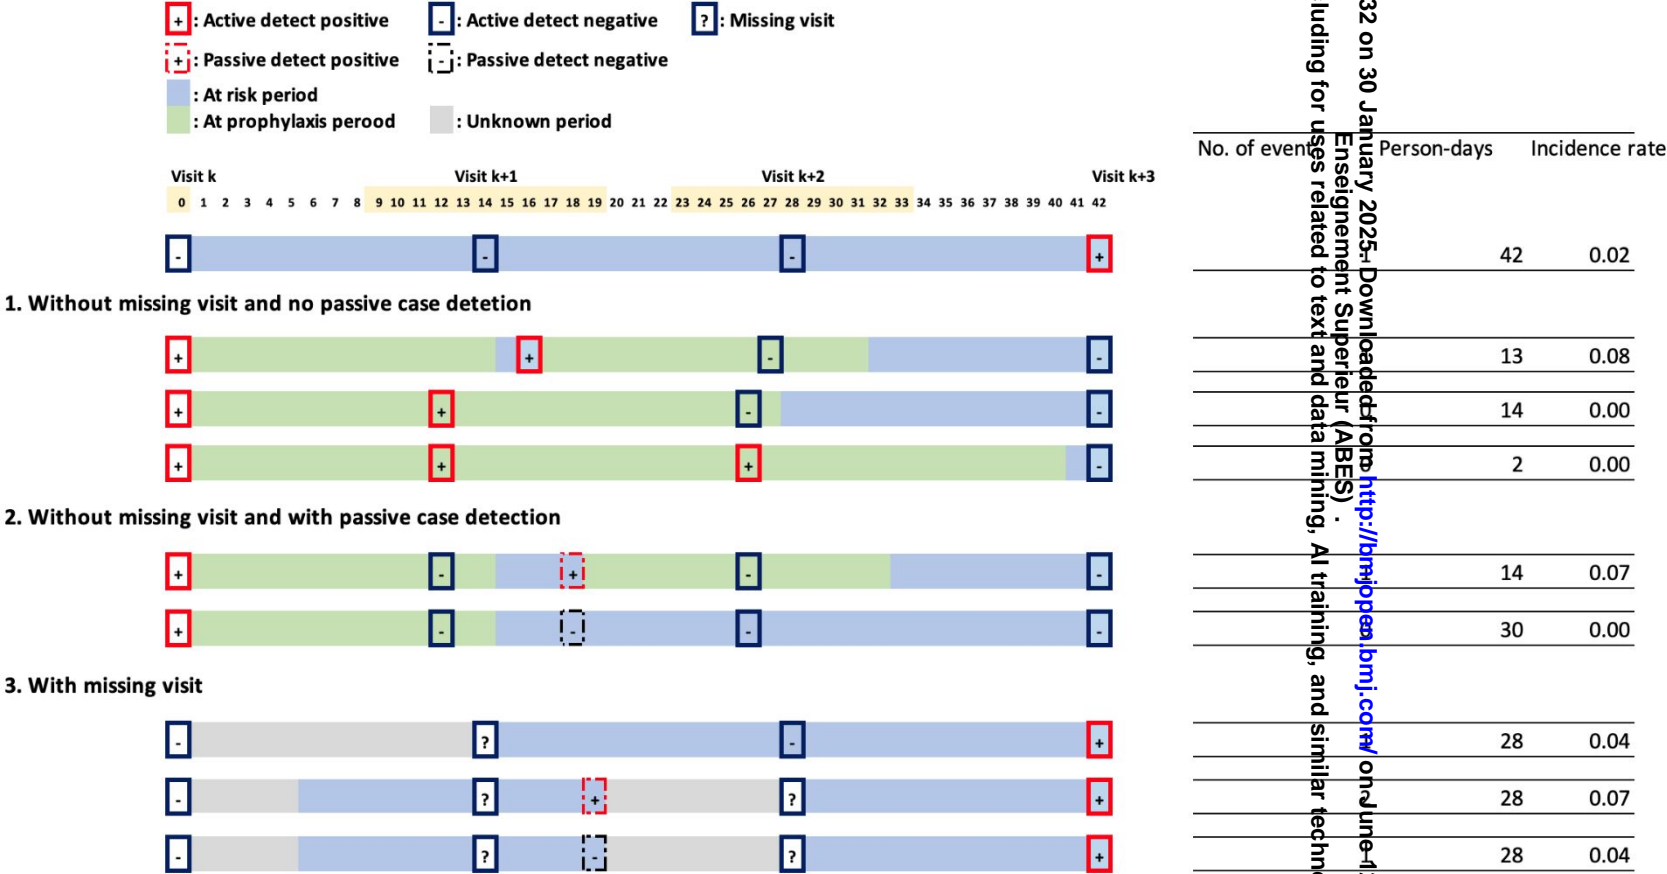 + : Active detect positive - : Active detect negative ? : Missing visit
+ : Passive detect positive - : Passive detect negative
: At risk period
: At prophylaxis perood : Unknown period
No. of event Person-days Incidence rate
Visit k Visit k+1 Visit k+2 Visit k+3
0 1 2 3 4 5 6 7 8 9 10 11 12 13 14 15 16 17 18 19 20 21 22 23 24 25 26 27 28 29 30 31 32 33 34 35 36 37 38 39 40 41 42
- - - + 42 0.02
1. Without missing visit and no passive case detetion
+ + - - 13 0.08
+ + - - 14 0.00
+ + + - 2 0.00
2. Without missing visit and with passive case detection
+ - + - - 14 0.07
+ - - - - 30 0.00
3. With missing visit
- ? - + 28 0.04
- ? + ? + 28 0.07
- ? - ? + 28 0.04
32 on 30 January 2025. Downloaded from http://bmjopen.bmj.com/ on June 1
Enseignement Superieur (ABES) .
luding for uses related to text and data mining, AI training, and similar techn